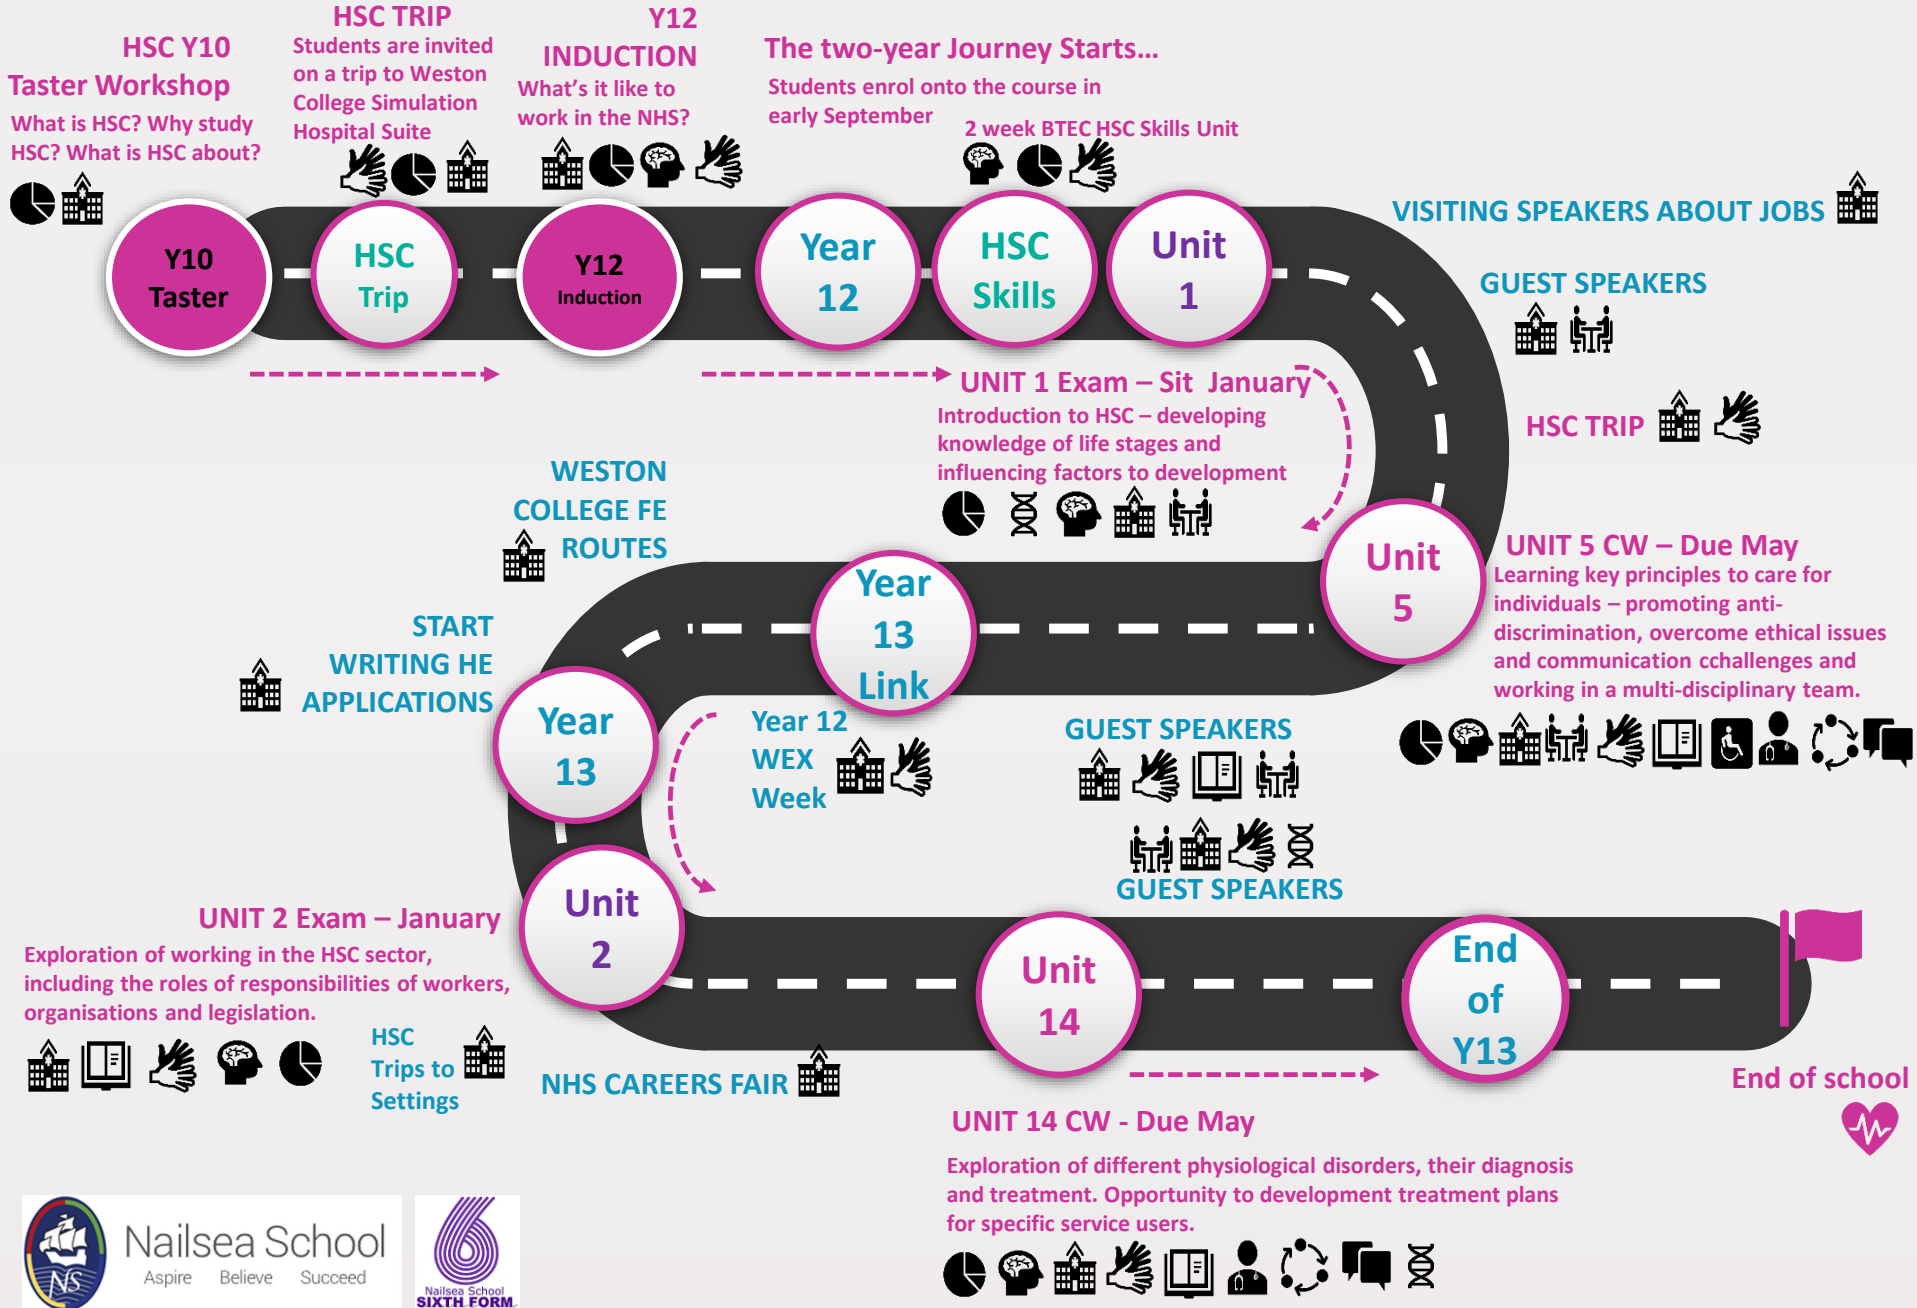 HSC Y10
Taster Workshop
What is HSC? Why study
HSC? What is HSC about?
HSC TRIP
Students are invited
on a trip to Weston
College Simulation
Hospital Suite
Y12
INDUCTION
What's it like to
work in the NHS?
The two-year Journey Starts...
Students enrol onto the course in
early September
2 week BTEC HSC Skills Unit
Y10
Taster
HSC
Trip
Y12
Induction
Year
12
HSC
Skills
Unit
1
VISITING SPEAKERS ABOUT JOBS
GUEST SPEAKERS
HSC TRIP
UNIT 1 Exam – Sit January
Introduction to HSC – developing
knowledge of life stages and
influencing factors to development
Unit
5
UNIT 5 CW – Due May
Learning key principles to care for
individuals – promoting anti-
discrimination, overcome ethical issues
and communication cchallenges and
working in a multi-disciplinary team.
WESTON
COLLEGE FE
ROUTES
Year
13
Link
START
WRITING HE
APPLICATIONS
Year
13
Year 12
WEX
Week
GUEST SPEAKERS
GUEST SPEAKERS
Unit
2
UNIT 2 Exam – January
Exploration of working in the HSC sector,
including the roles of responsibilities of workers,
organisations and legislation.
HSC
Trips to
Settings
NHS CAREERS FAIR
Unit
14
End
of
Y13
End of school
UNIT 14 CW - Due May
Exploration of different physiological disorders, their diagnosis
and treatment. Opportunity to development treatment plans
for specific service users.
NS
Nailsea School
Aspire Believe Succeed
Nailsea School
SIXTH FORM